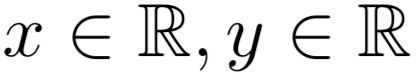 x ∈ ℝ, y ∈ ℝ